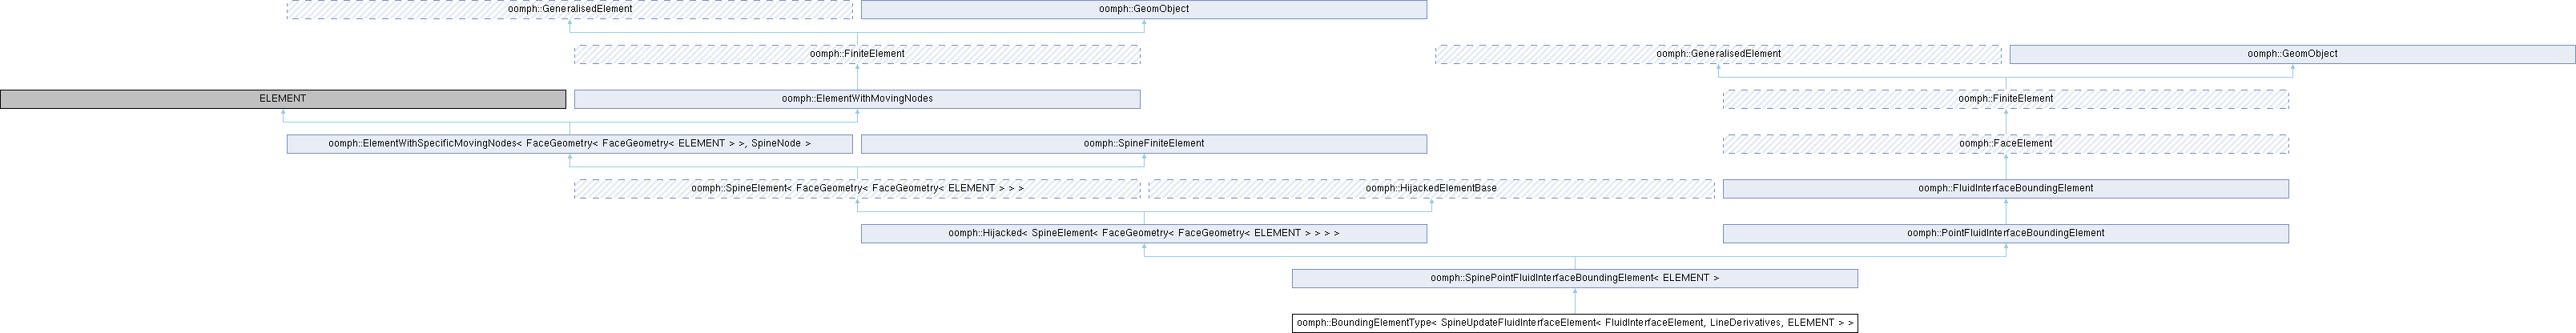 oomph::GeneralisedElement oomph::GeomObject
oomph::FiniteElement oomph::GeneralisedElement oomph::GeomObject
ELEMENT oomph::ElementWithMovingNodes oomph::FiniteElement
oomph::ElementWithSpecificMovingNodes< FaceGeometry< FaceGeometry< ELEMENT > >, SpineNode > oomph::SpineFiniteElement oomph::FaceElement
oomph::SpineElement< FaceGeometry< FaceGeometry< ELEMENT > > > oomph::HijackedElementBase oomph::FluidInterfaceBoundingElement
oomph::Hijacked< SpineElement< FaceGeometry< FaceGeometry< ELEMENT > > > > oomph::PointFluidInterfaceBoundingElement
oomph::SpinePointFluidInterfaceBoundingElement< ELEMENT >
oomph::BoundingElementType< SpineUpdateFluidInterfaceElement< FluidInterfaceElement, LineDerivatives, ELEMENT > >